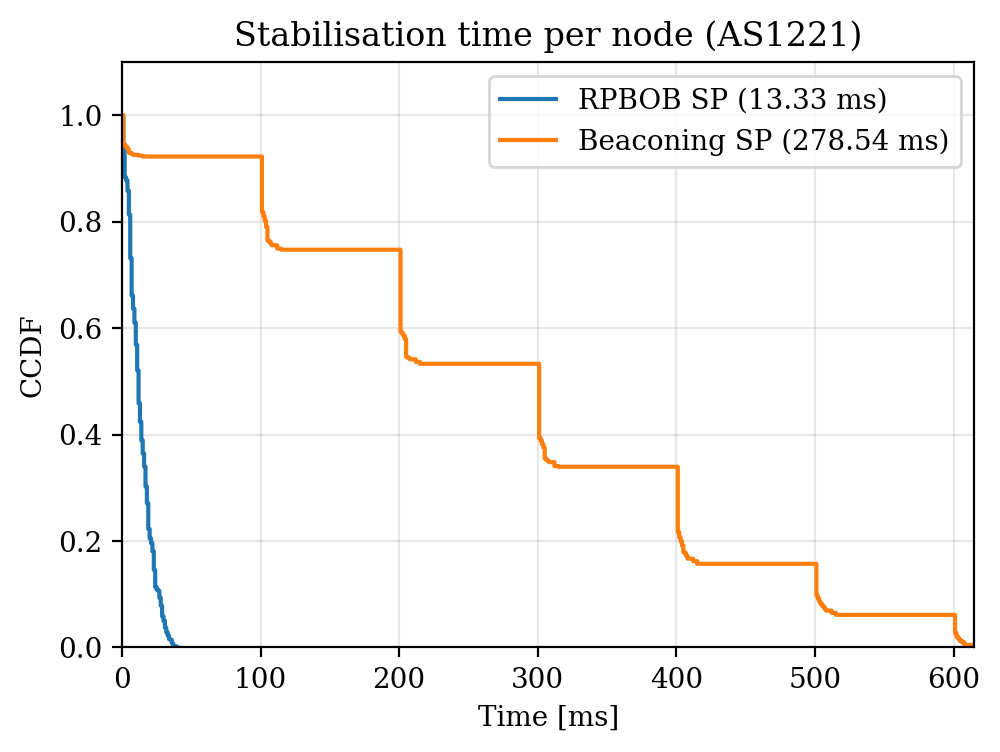 Stabilisation time per node (AS1221)
RPBOB SP (13.33 ms)
Beaconing SP (278.54 ms)
CCDF
1.0
0.8
0.6
0.4
0.2
0.0
0 100 200 300 400 500 600
Time [ms]